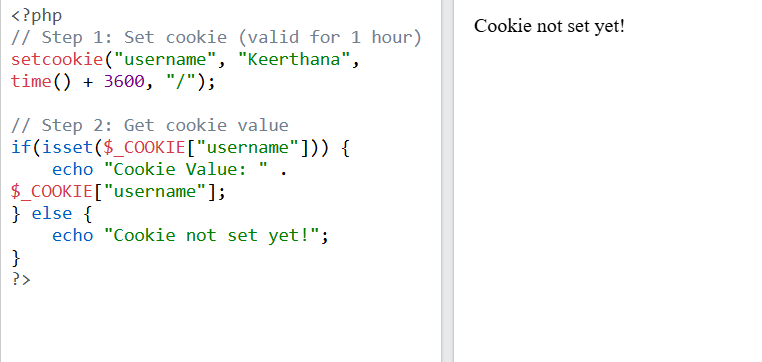 <?php
// Step 1: Set cookie (valid for 1 hour)
setcookie("username", "Keerthana",
time() + 3600, "/");
// Step 2: Get cookie value
if(isset($_COOKIE["username"])) {
    echo "Cookie Value: " .
$_COOKIE["username"];
} else {
    echo "Cookie not set yet!";
}
?>
Cookie not set yet!